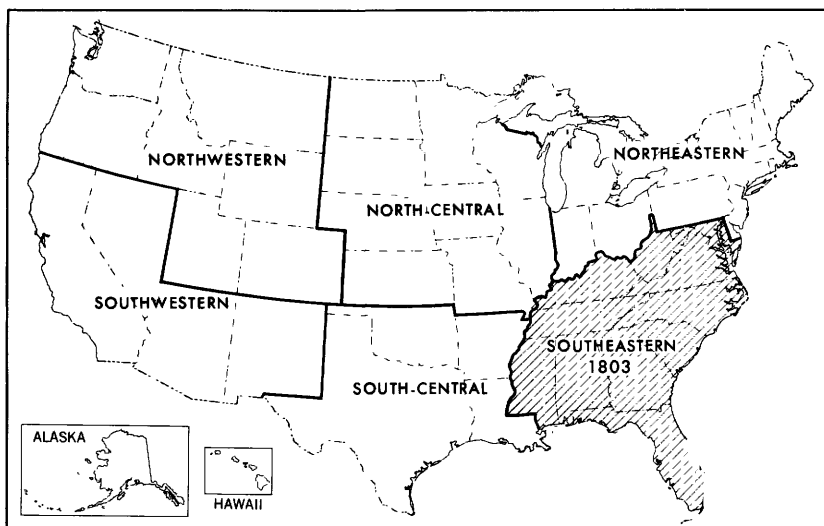 NORTHWESTERN
NORTHEASTERN
NORTH-CENTRAL
SOUTHWESTERN
SOUTHEASTERN
1803
SOUTH-CENTRAL
ALASKA
HAWAII